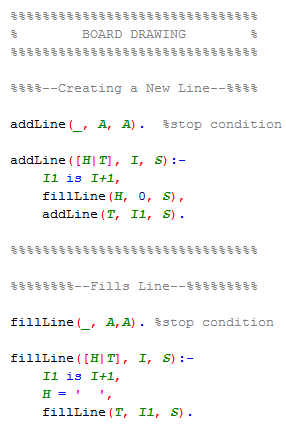 %%%%%%%%%%%%%%%%%%%%%%%%%%%%%%%
%        BOARD DRAWING        %
%%%%%%%%%%%%%%%%%%%%%%%%%%%%%%%
%%%%--Creating a New Line--%%%%
addLine(_, A, A).  %stop condition
addLine([H|T], I, S):-
    I1 is I+1,
    fillLine(H, 0, S),
    addLine(T, I1, S).
%%%%%%%%%%%%%%%%%%%%%%%%%%%%%%%
%%%%%%%%--Fills Line--%%%%%%%%%
fillLine(_, A,A). %stop condition
fillLine([H|T], I, S):-
    I1 is I+1,
    H = '  ',
    fillLine(T, I1, S).